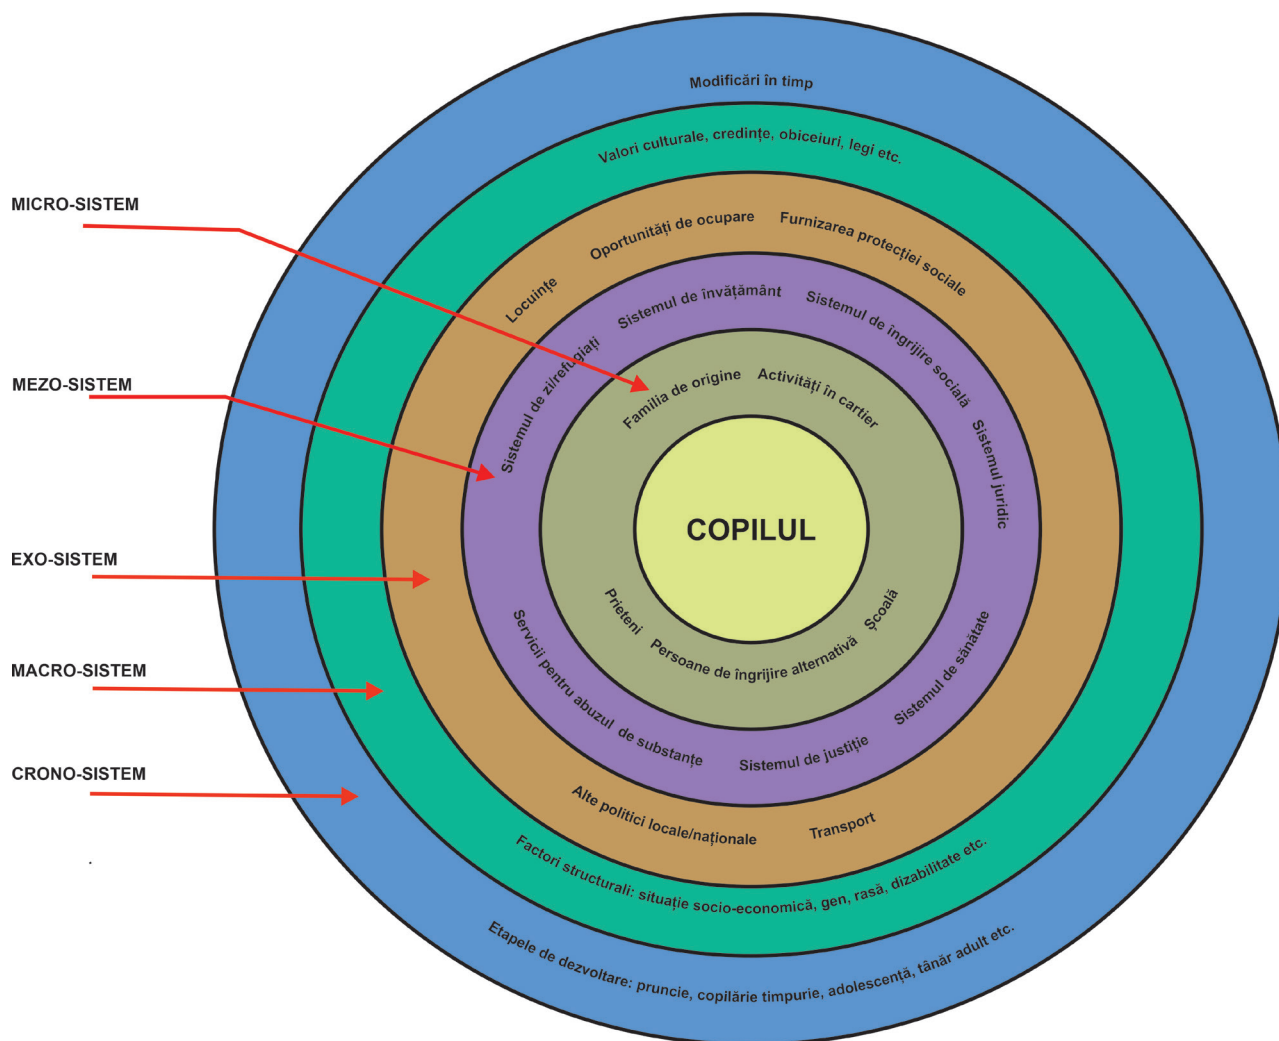 Modificări în timp
Valori culturale, credințe, obiceiuri, legi etc.
MICRO-SISTEM
Locuințe
Oportunități de ocupare
Furnizarea protecției sociale
Sistemul de zi/refugiați
Sistemul de învățământ
Sistemul de îngrijire socială
Sistemul juridic
MEZO-SISTEM
Familia de origine
Activități în cartier
COPILUL
EXO-SISTEM
Prieteni
Persoane de îngrijire alternativă
Școală
Servicii pentru abuzul de substanțe
Sistemul de justiție
Sistemul de sănătate
MACRO-SISTEM
Alte politici locale/naționale
Transport
CRONO-SISTEM
Factori structurali: situație socio-economică, gen, rasă, dizabilitate etc.
Etapele de dezvoltare: pruncie, copilărie timpurie, adolescență, tânăr adult etc.